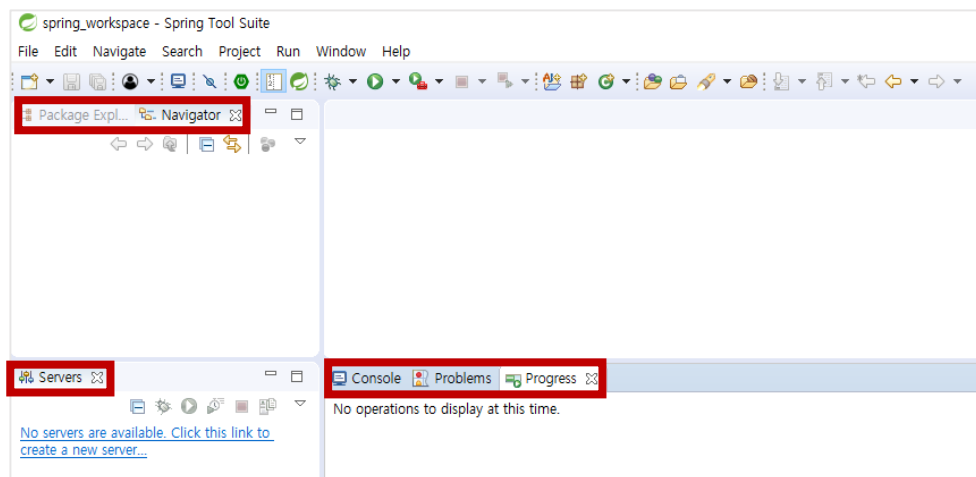 spring_workspace - Spring Tool Suite
File Edit Navigate Search Project Run Window Help
Package Expl... Navigator
Servers
No servers are available. Click this link to
create a new server...
Console Problems Progress
No operations to display at this time.